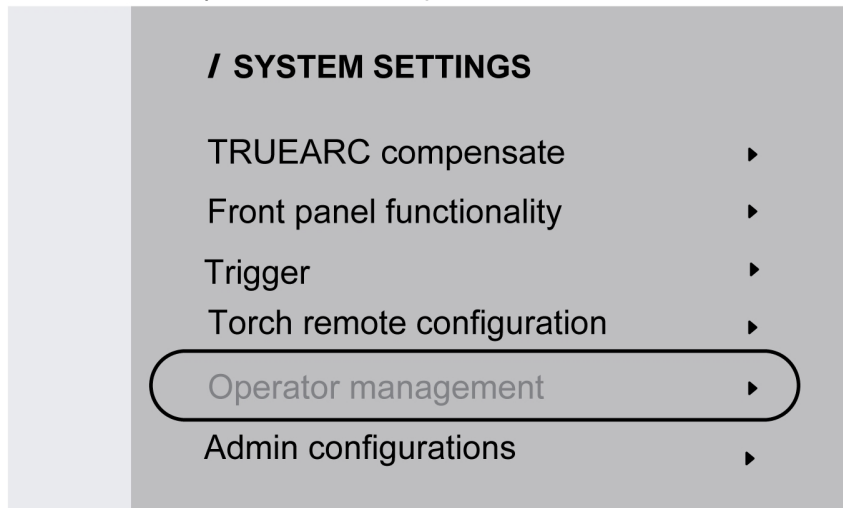 / SYSTEM SETTINGS
TRUEARC compensate
Front panel functionality
Trigger
Torch remote configuration
Operator management
Admin configurations